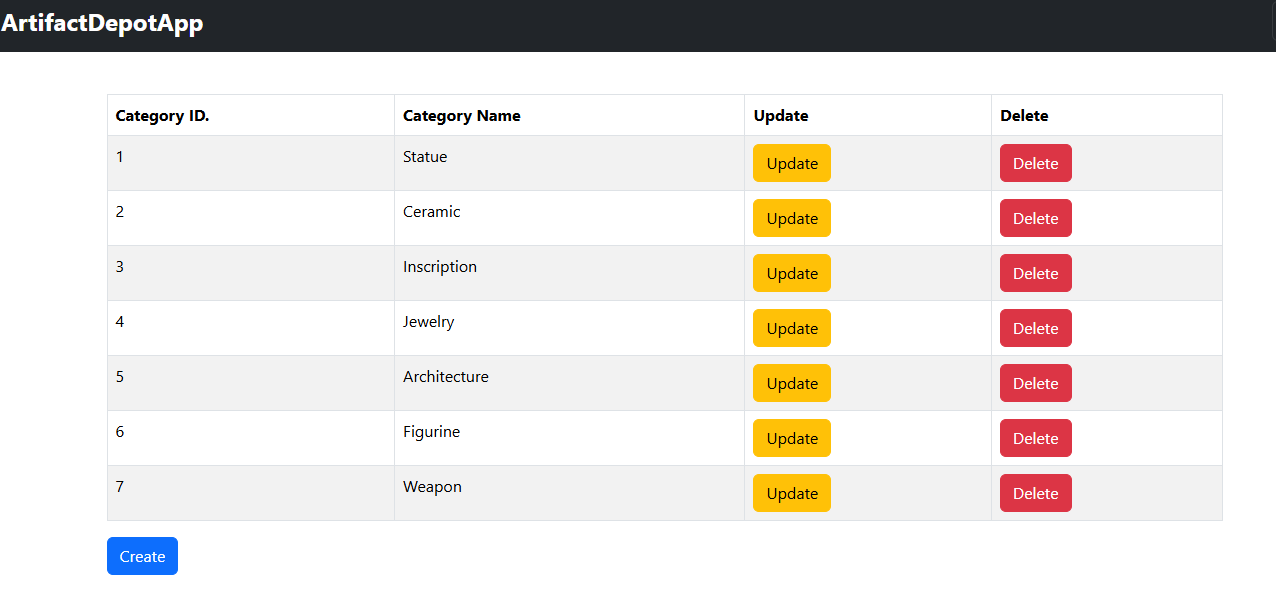 ArtifactDepotApp
Category ID. Category Name Update Delete
1 Statue Update Delete
2 Ceramic Update Delete
3 Inscription Update Delete
4 Jewelry Update Delete
5 Architecture Update Delete
6 Figurine Update Delete
7 Weapon Update Delete
Create